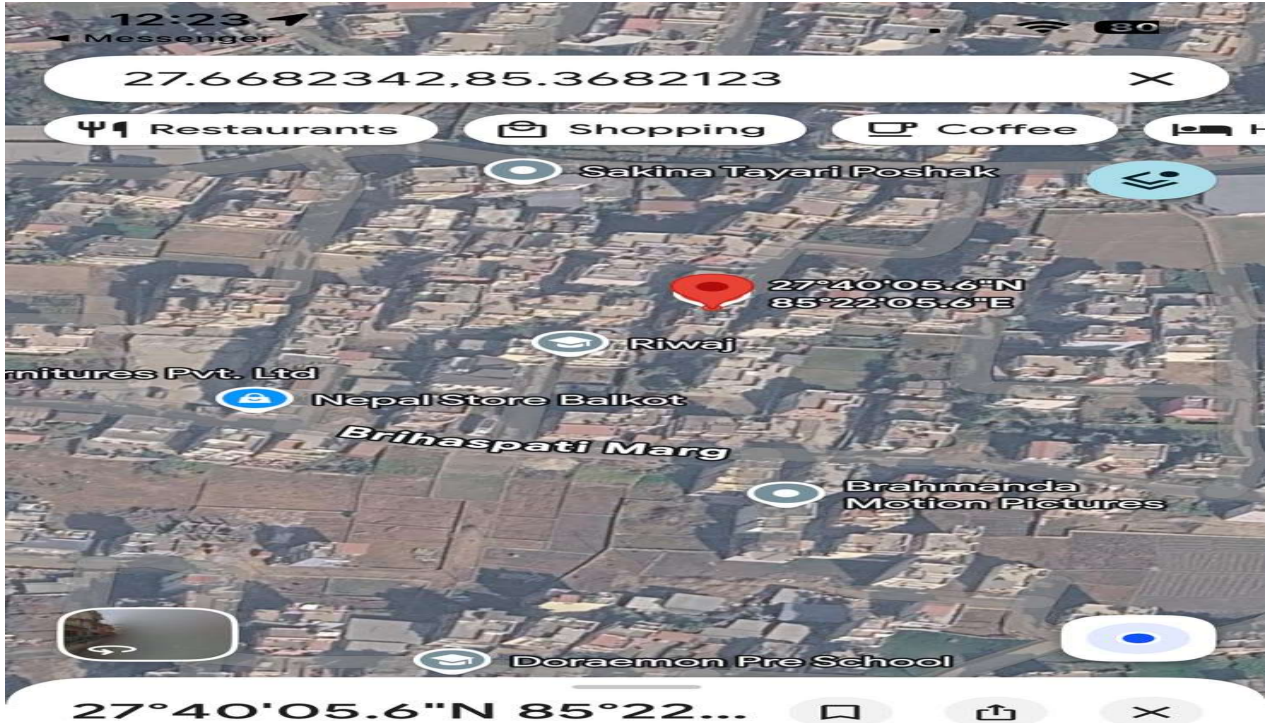 12:23
80
◄ Messenger
27.6682342,85.3682123
Restaurants
Shopping
Coffee
H
Sakina Tayari Poshak
27°40'05.6"N
85°22'05.6"E
Riwaj
rnitures Pvt. Ltd
Nepal Store Balkot
Brihaspati Marg
Brahmanda
Motion Pictures
Doraemon Pre School
27°40'05.6"N 85°22...